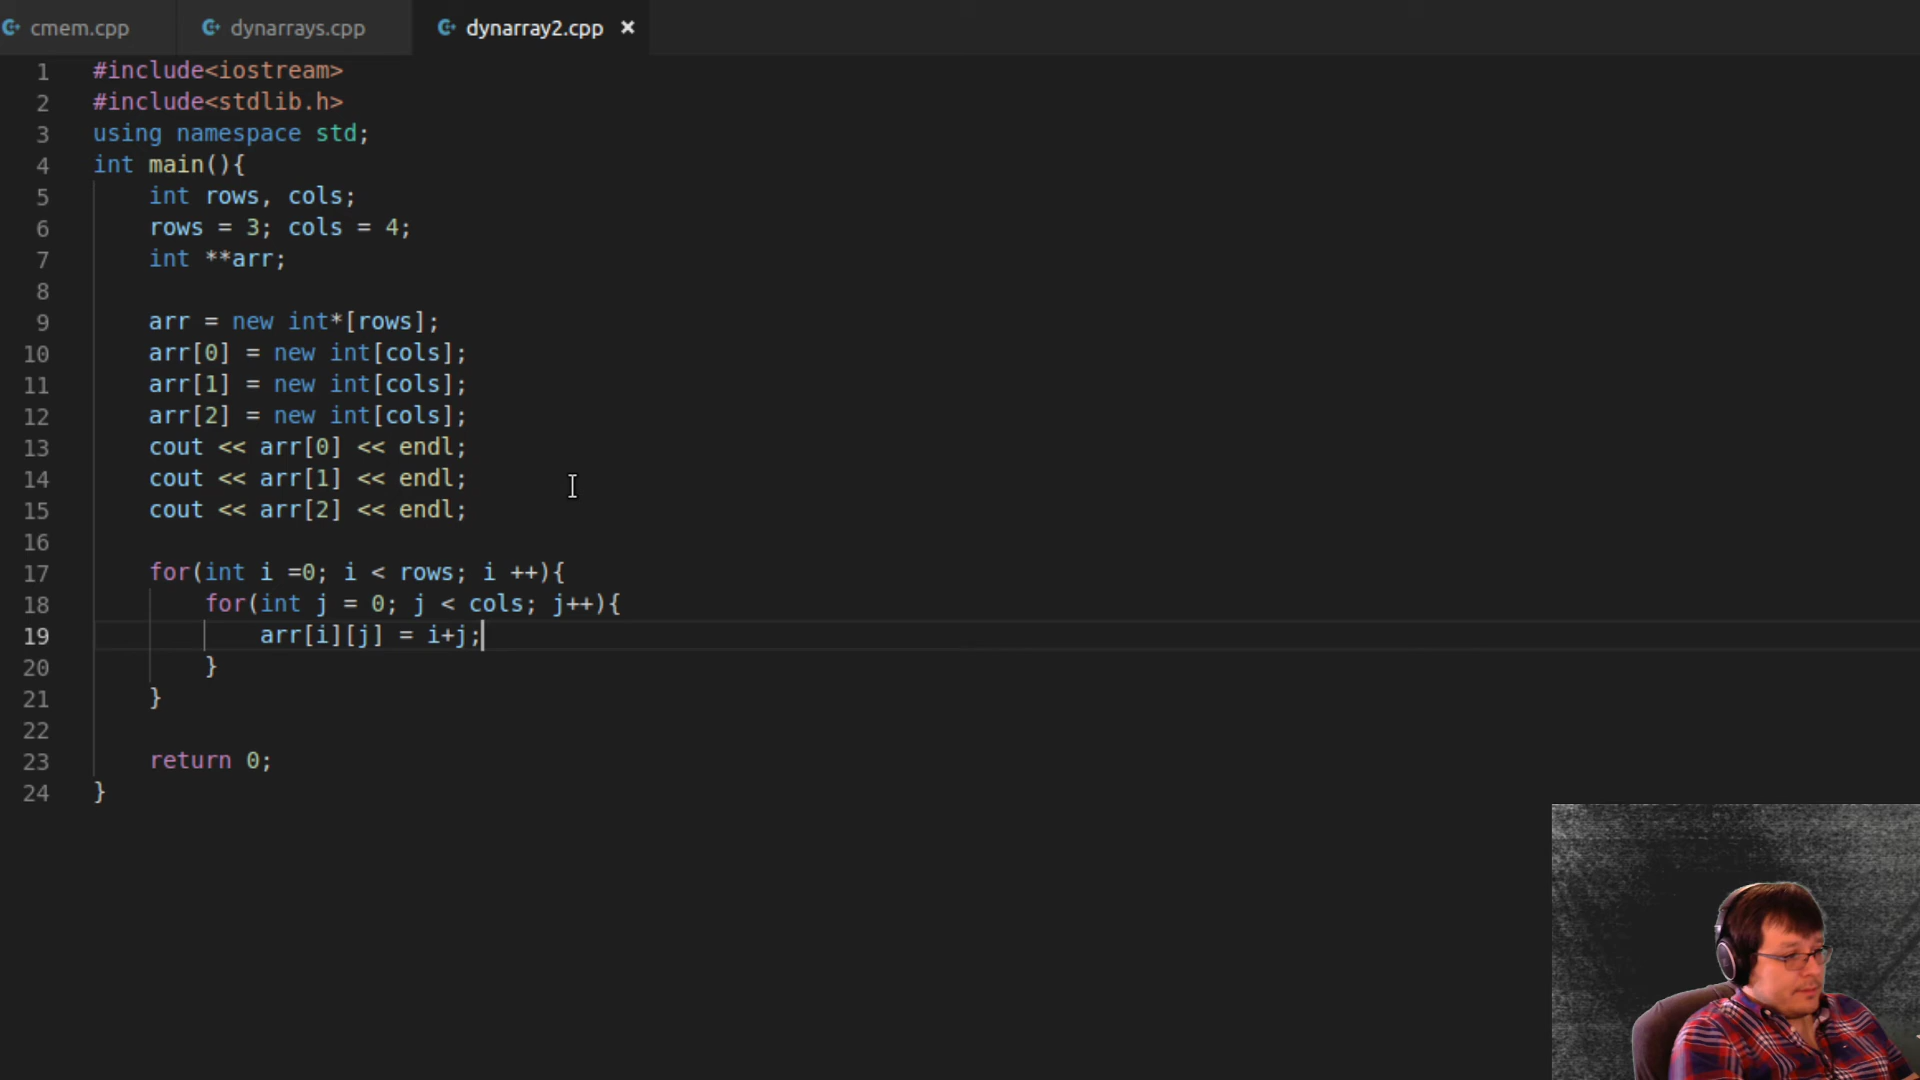 cmem.cpp dynarrays.cpp dynarray2.cpp ×
1 #include<iostream>
2 #include<stdlib.h>
3 using namespace std;
4 int main(){
5 int rows, cols;
6 rows = 3; cols = 4;
7 int **arr;
8
9 arr = new int*[rows];
10 arr[0] = new int[cols];
11 arr[1] = new int[cols];
12 arr[2] = new int[cols];
13 cout << arr[0] << endl;
14 cout << arr[1] << endl;
15 cout << arr[2] << endl;
16
17 for(int i =0; i < rows; i ++){
18 for(int j = 0; j < cols; j++){
19 arr[i][j] = i+j;
20 }
21 }
22
23 return 0;
24 }